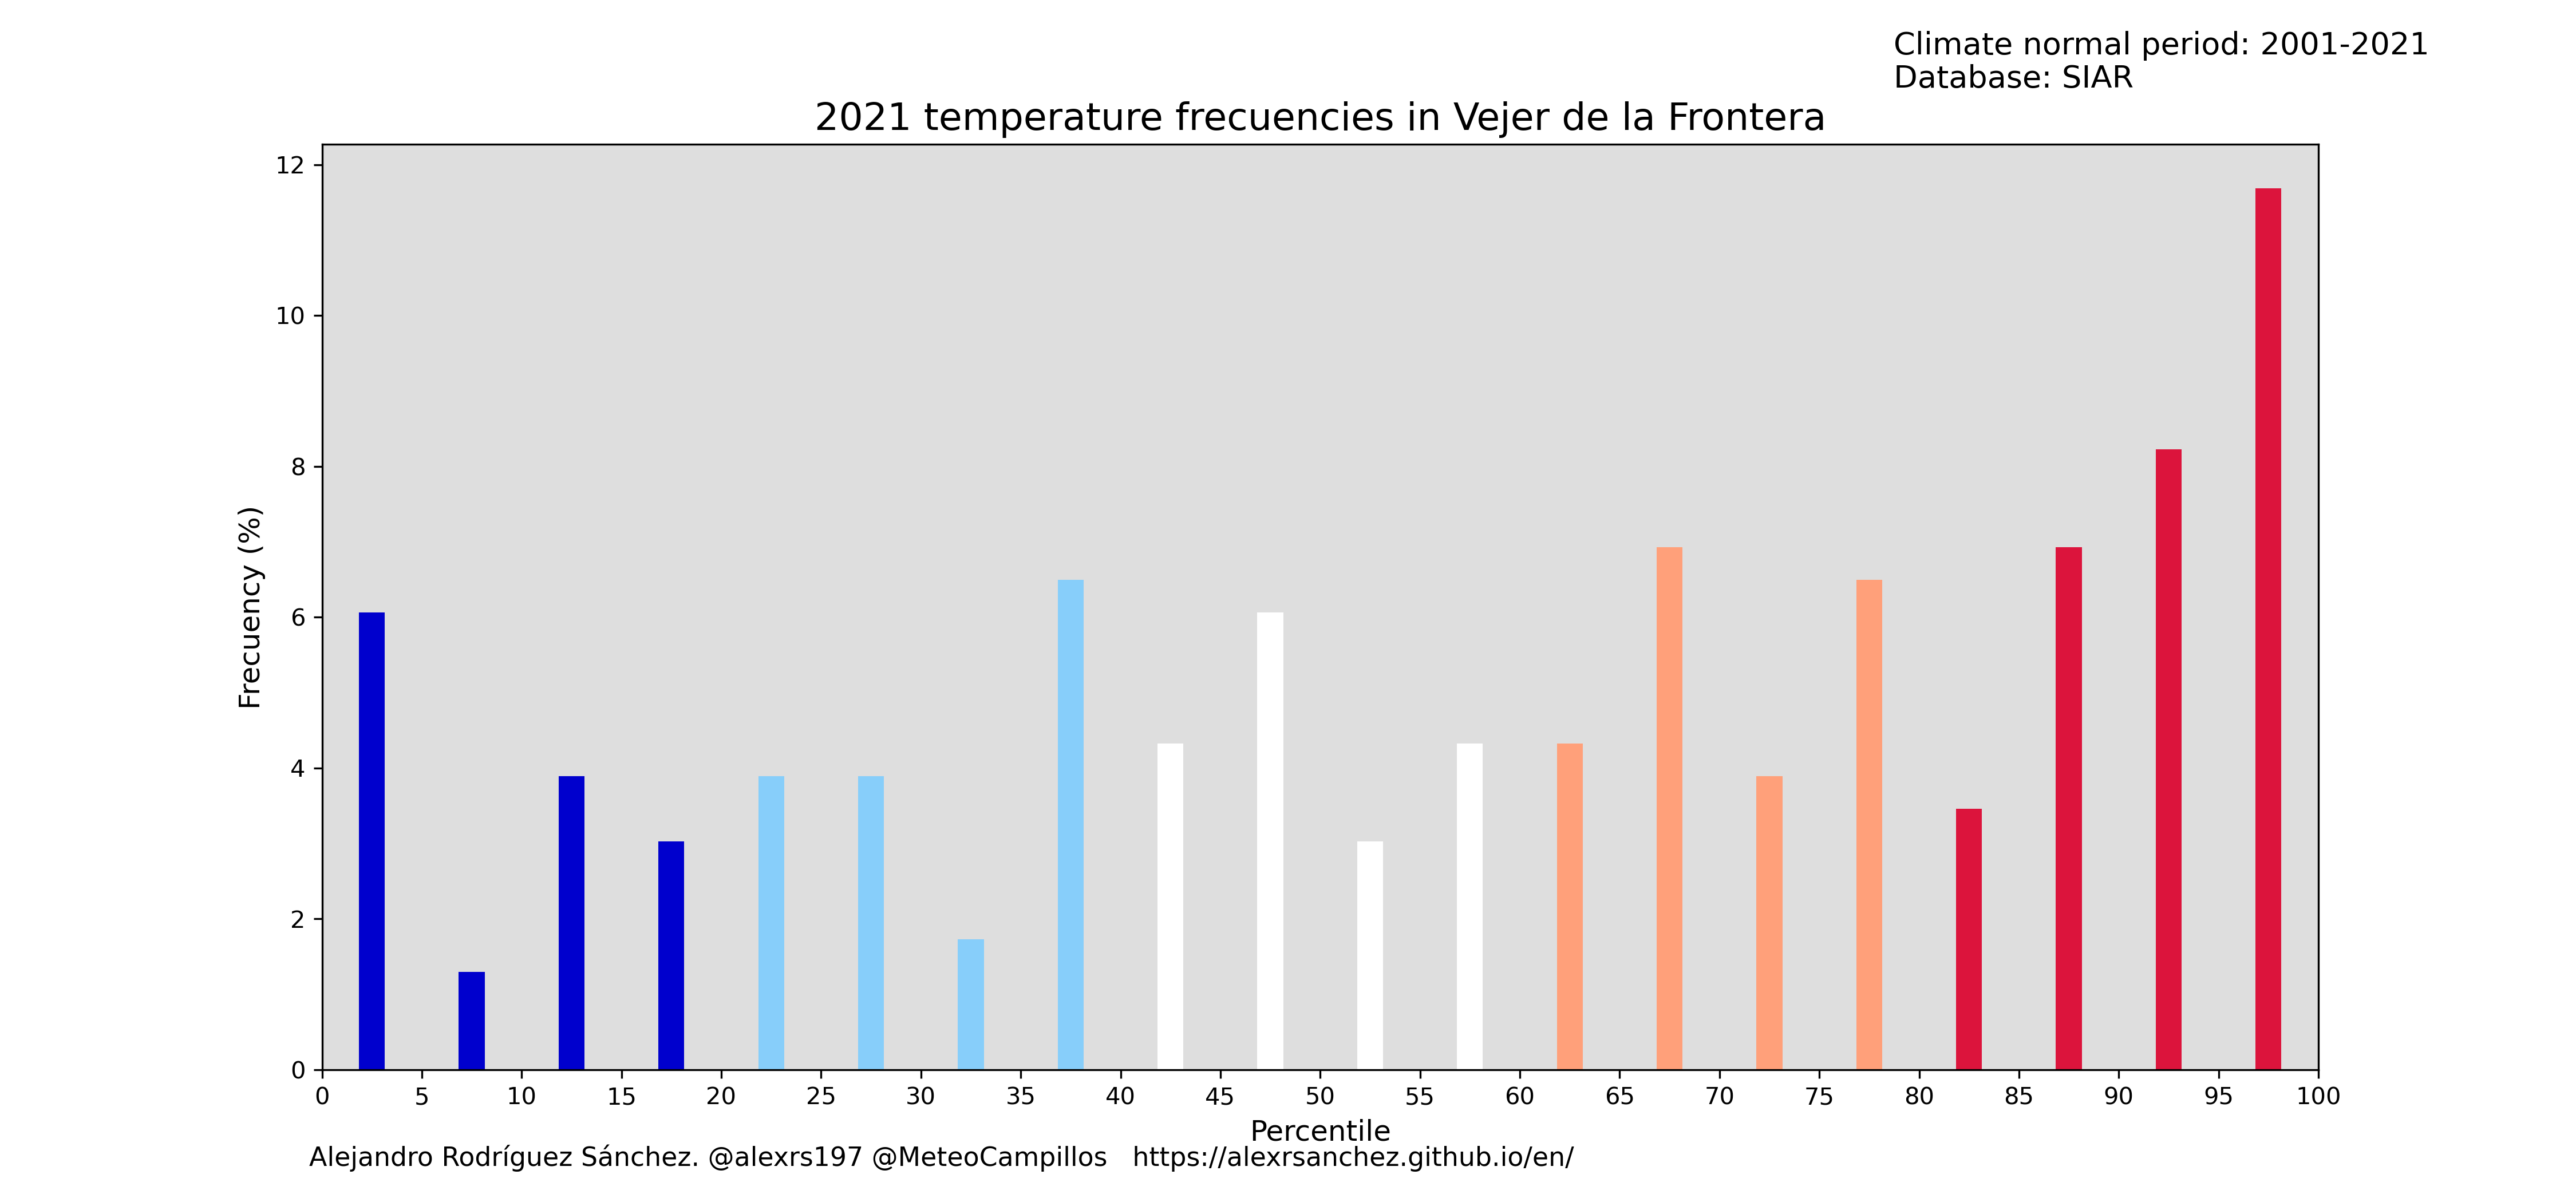 Climate normal period: 2001-2021
Database: SIAR
2021 temperature frecuencies in Vejer de la Frontera
12
10
8
6
4
2
0
Frecuency (%)
0 5 10 15 20 25 30 35 40 45 50 55 60 65 70 75 80 85 90 95 100
Percentile
Alejandro Rodríguez Sánchez. @alexrs197 @MeteoCampillos https://alexrsanchez.github.io/en/